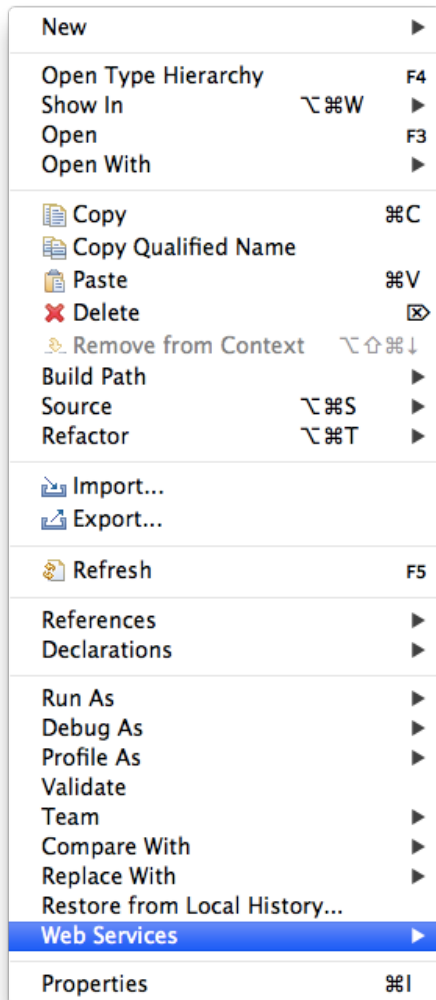 New ▶
Open Type Hierarchy F4
Show In ⌥⌘W ▶
Open F3
Open With ▶
Copy ⌘C
Copy Qualified Name
Paste ⌘V
Delete ⌦
Remove from Context ⌥⇧⌘↓
Build Path ▶
Source ⌥⌘S ▶
Refactor ⌥⌘T ▶
Import...
Export...
Refresh F5
References ▶
Declarations ▶
Run As ▶
Debug As ▶
Profile As ▶
Validate
Team ▶
Compare With ▶
Replace With ▶
Restore from Local History...
Web Services ▶
Properties ⌘I